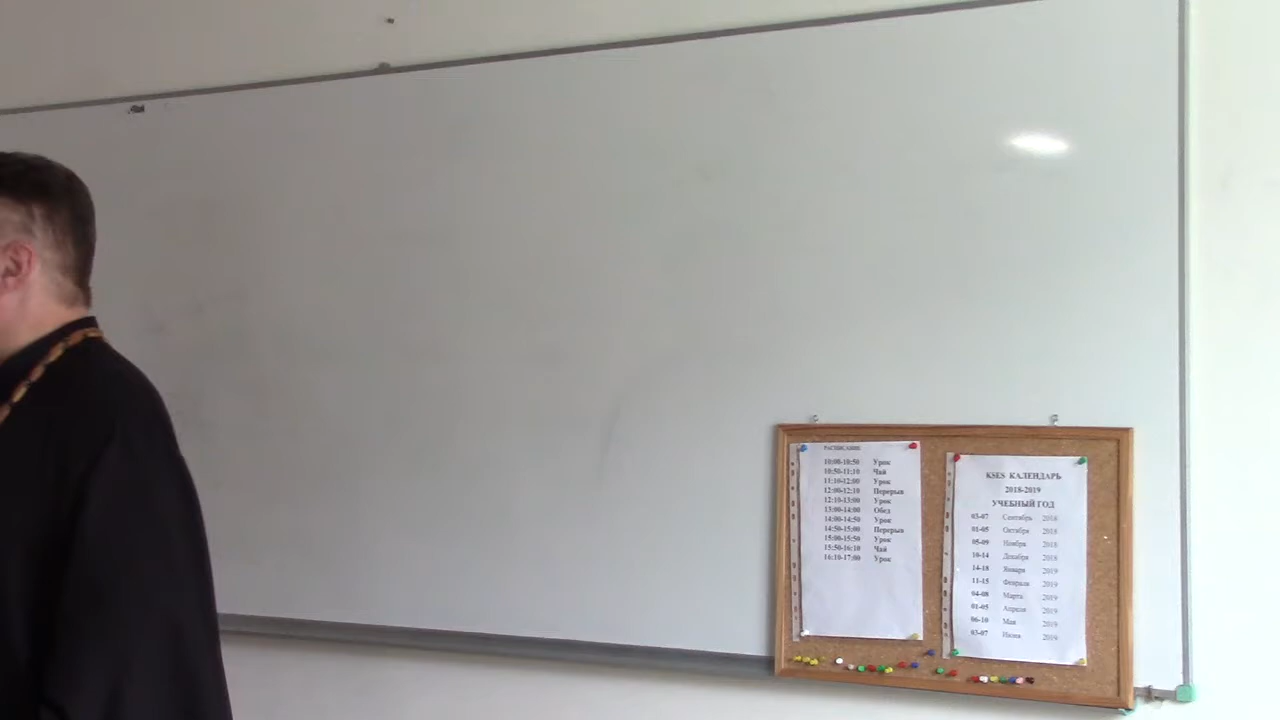 РАСПИСАНИЕ
10:00-10:50 Урок
10:50-11:10 Чай
11:10-12:00 Урок
12:00-12:10 Перерыв
12:10-13:00 Урок
13:00-14:00 Обед
14:00-14:50 Урок
14:50-15:00 Перерыв
15:00-15:50 Урок
15:50-16:10 Чай
16:10-17:00 Урок
KSES КАЛЕНДАРЬ
2018-2019
УЧЕБНЫЙ ГОД
03-07 Сентябрь 2018
01-05 Октября 2018
05-09 Ноября 2018
10-14 Декабря 2018
14-18 Января 2019
11-15 Февраля 2019
04-08 Марта 2019
01-05 Апреля 2019
06-10 Мая 2019
03-07 Июня 2019